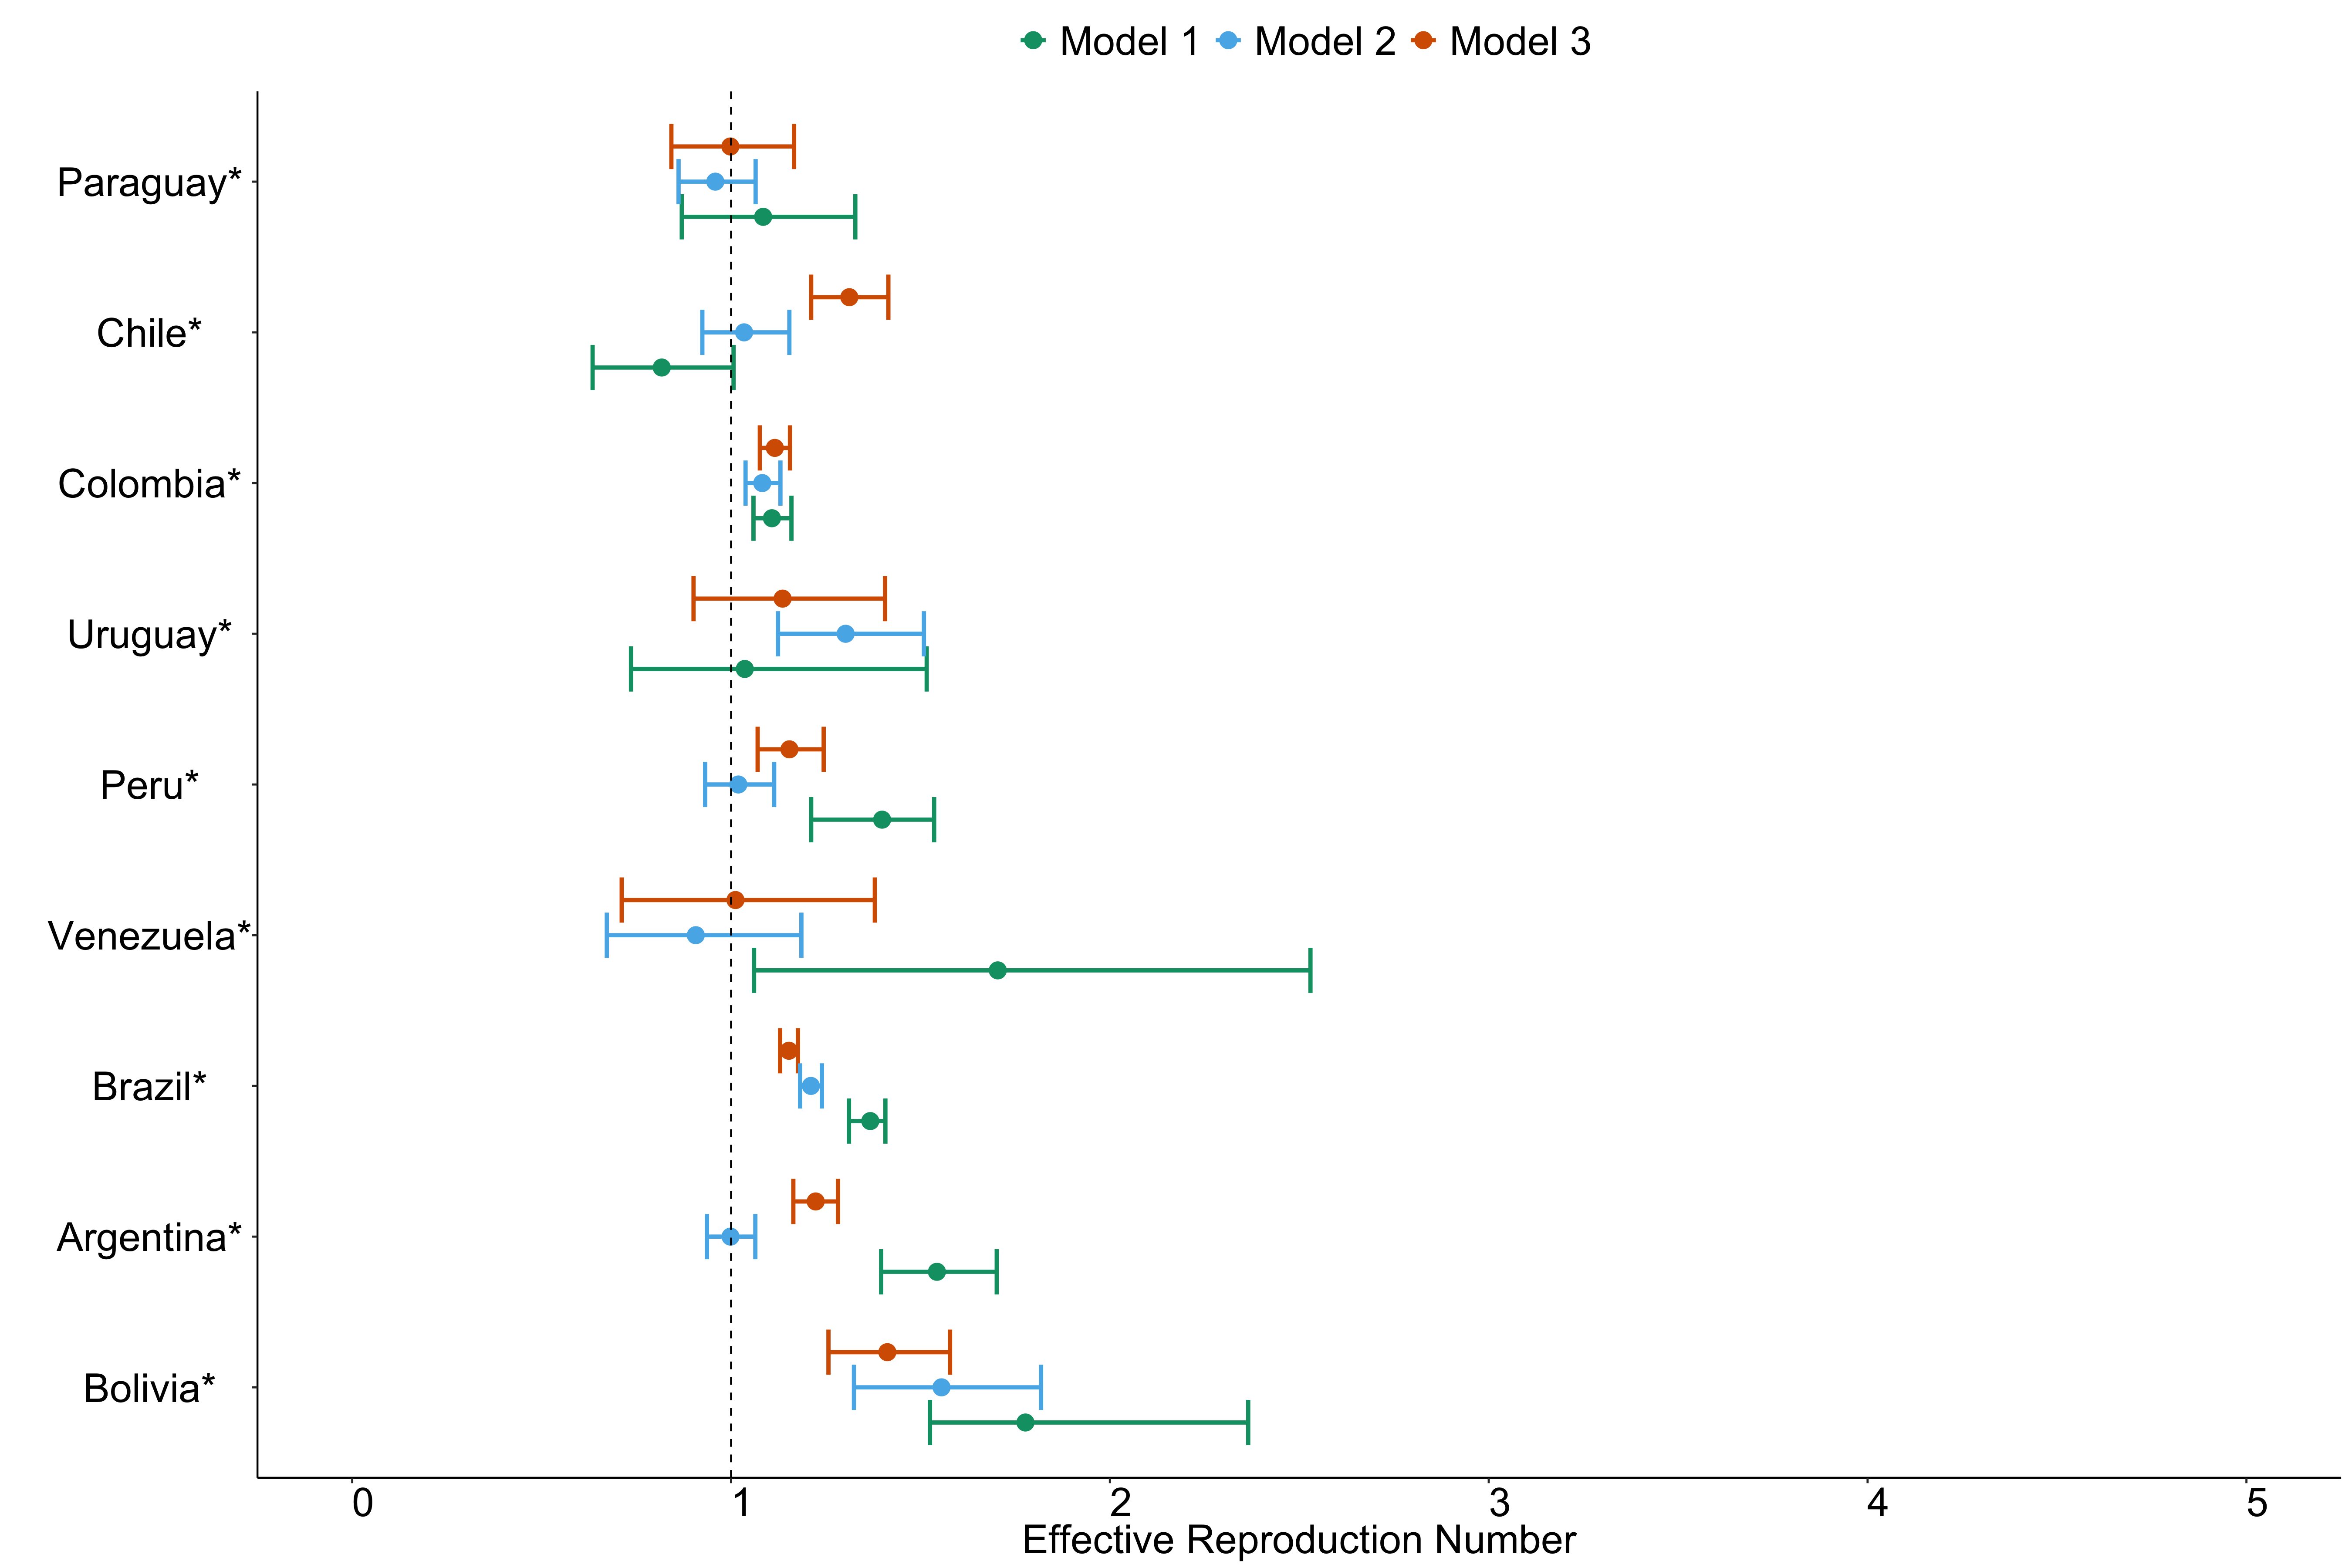 Model 1 Model 2 Model 3
Paraguay*
Chile*
Colombia*
Uruguay*
Peru*
Venezuela*
Brazil*
Argentina*
Bolivia*
0 1 2 3 4 5
Effective Reproduction Number